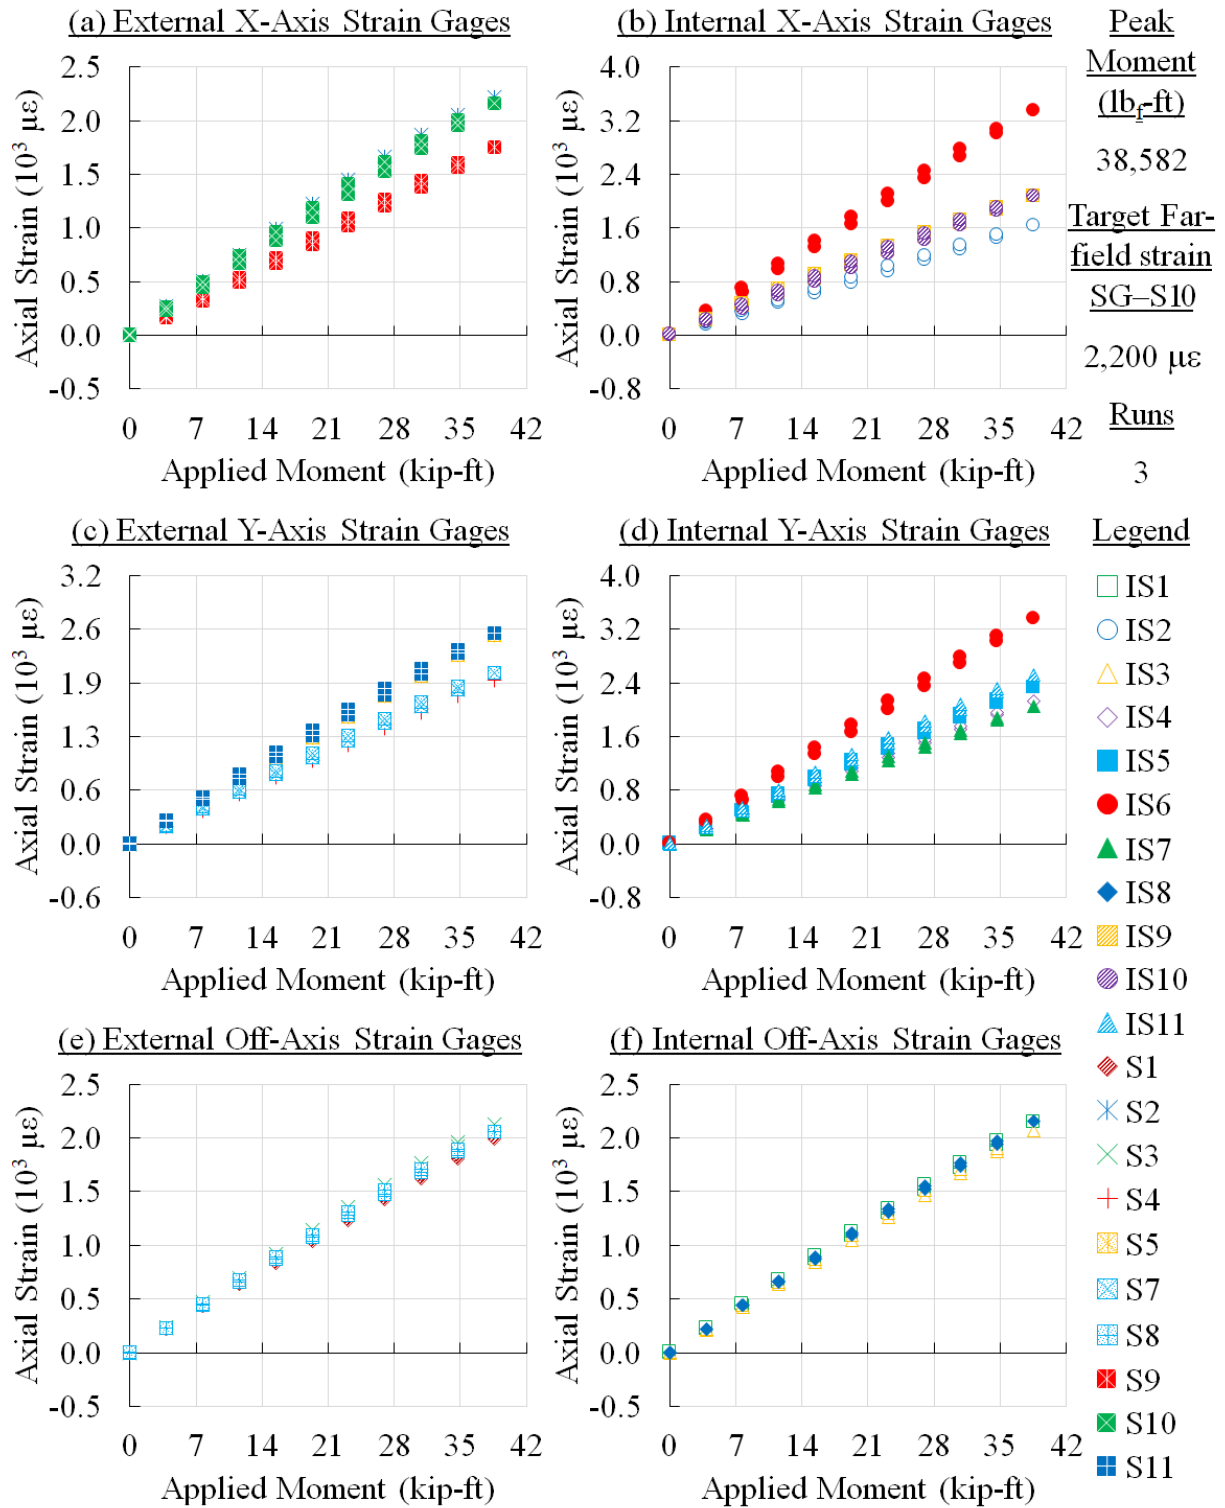 (a) External X-Axis Strain Gages
Axial Strain (10³ µε)
2.5
2.0
1.5
1.0
0.5
0.0
-0.5
0 7 14 21 28 35 42
Applied Moment (kip-ft)
(b) Internal X-Axis Strain Gages
Axial Strain (10³ µε)
4.0
3.2
2.4
1.6
0.8
0.0
-0.8
0 7 14 21 28 35 42
Applied Moment (kip-ft)
Peak
Moment
(lbf-ft)
38,582
Target Far-
field strain
SG–S10
2,200 µε
Runs
3
(c) External Y-Axis Strain Gages
Axial Strain (10³ µε)
3.2
2.6
1.9
1.3
0.6
0.0
-0.6
0 7 14 21 28 35 42
Applied Moment (kip-ft)
(d) Internal Y-Axis Strain Gages
Axial Strain (10³ µε)
4.0
3.2
2.4
1.6
0.8
0.0
-0.8
0 7 14 21 28 35 42
Applied Moment (kip-ft)
(e) External Off-Axis Strain Gages
Axial Strain (10³ µε)
2.5
2.0
1.5
1.0
0.5
0.0
-0.5
0 7 14 21 28 35 42
Applied Moment (kip-ft)
(f) Internal Off-Axis Strain Gages
Axial Strain (10³ µε)
2.5
2.0
1.5
1.0
0.5
0.0
-0.5
0 7 14 21 28 35 42
Applied Moment (kip-ft)
Legend
IS1
IS2
IS3
IS4
IS5
IS6
IS7
IS8
IS9
IS10
IS11
S1
S2
S3
S4
S5
S7
S8
S9
S10
S11